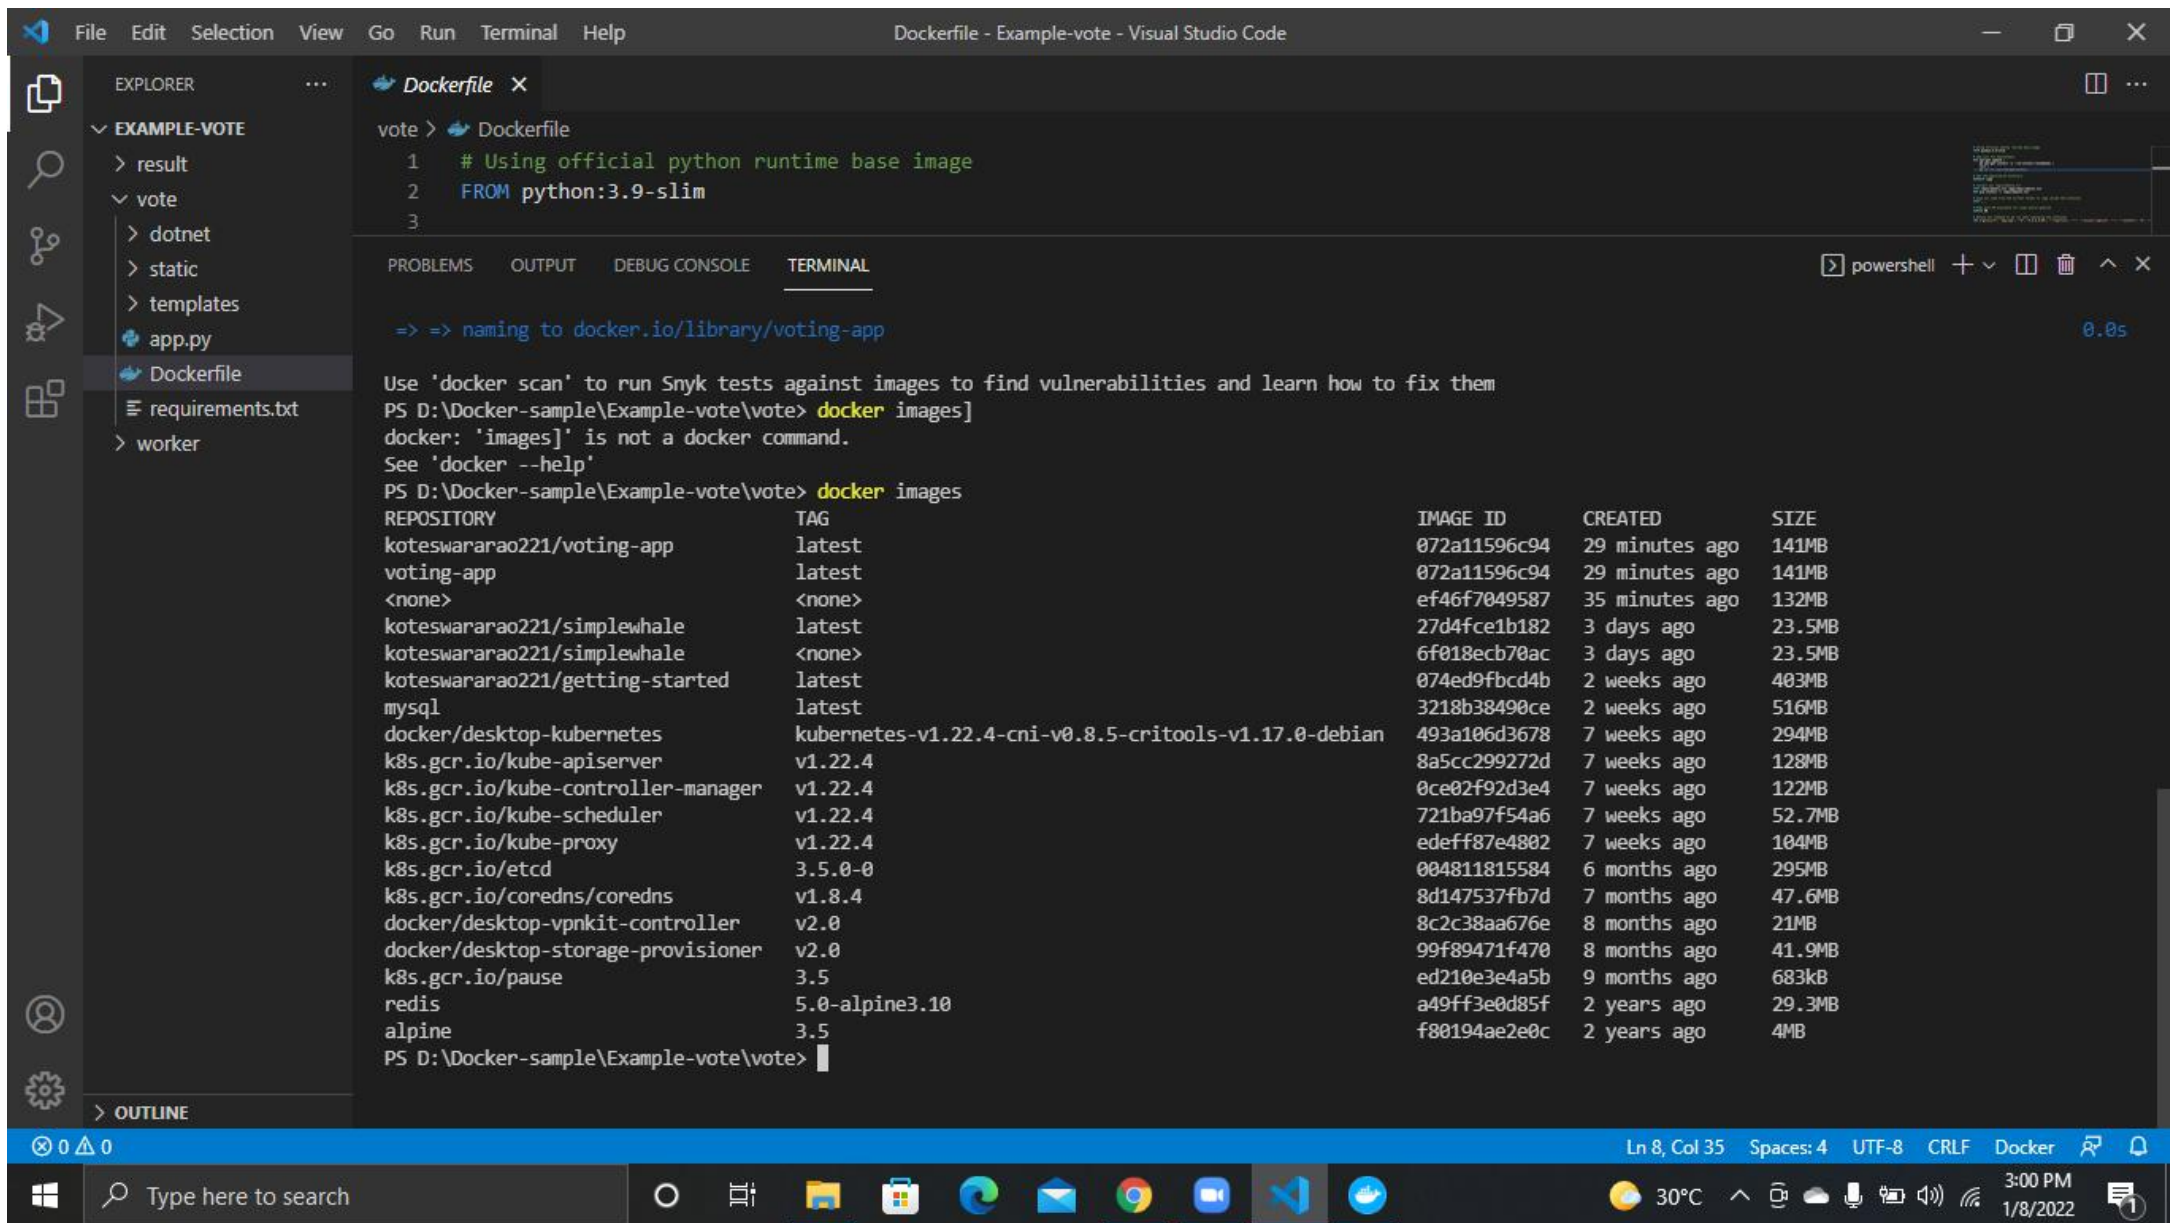 File Edit Selection View Go Run Terminal Help Dockerfile - Example-vote - Visual Studio Code
EXPLORER ··· Dockerfile ···
EXAMPLE-VOTE
result
vote
dotnet
static
templates
app.py
Dockerfile
requirements.txt
worker
OUTLINE
vote > Dockerfile
1 # Using official python runtime base image
2 FROM python:3.9-slim
3
PROBLEMS OUTPUT DEBUG CONSOLE TERMINAL powershell
=> => naming to docker.io/library/voting-app 0.0s
Use 'docker scan' to run Snyk tests against images to find vulnerabilities and learn how to fix them
PS D:\Docker-sample\Example-vote\vote> docker images]
docker: 'images]' is not a docker command.
See 'docker --help'
PS D:\Docker-sample\Example-vote\vote> docker images
REPOSITORY TAG IMAGE ID CREATED SIZE
koteswararao221/voting-app latest 072a11596c94 29 minutes ago 141MB
voting-app latest 072a11596c94 29 minutes ago 141MB
<none> <none> ef46f7049587 35 minutes ago 132MB
koteswararao221/simplewhale latest 27d4fce1b182 3 days ago 23.5MB
koteswararao221/simplewhale <none> 6f018ecb70ac 3 days ago 23.5MB
koteswararao221/getting-started latest 074ed9fbcd4b 2 weeks ago 403MB
mysql latest 3218b38490ce 2 weeks ago 516MB
docker/desktop-kubernetes kubernetes-v1.22.4-cni-v0.8.5-critools-v1.17.0-debian 493a106d3678 7 weeks ago 294MB
k8s.gcr.io/kube-apiserver v1.22.4 8a5cc299272d 7 weeks ago 128MB
k8s.gcr.io/kube-controller-manager v1.22.4 0ce02f92d3e4 7 weeks ago 122MB
k8s.gcr.io/kube-scheduler v1.22.4 721ba97f54a6 7 weeks ago 52.7MB
k8s.gcr.io/kube-proxy v1.22.4 edeff87e4802 7 weeks ago 104MB
k8s.gcr.io/etcd 3.5.0-0 004811815584 6 months ago 295MB
k8s.gcr.io/coredns/coredns v1.8.4 8d147537fb7d 7 months ago 47.6MB
docker/desktop-vpnkit-controller v2.0 8c2c38aa676e 8 months ago 21MB
docker/desktop-storage-provisioner v2.0 99f89471f470 8 months ago 41.9MB
k8s.gcr.io/pause 3.5 ed210e3e4a5b 9 months ago 683kB
redis 5.0-alpine3.10 a49ff3e0d85f 2 years ago 29.3MB
alpine 3.5 f80194ae2e0c 2 years ago 4MB
PS D:\Docker-sample\Example-vote\vote>
0 0 Ln 8, Col 35 Spaces: 4 UTF-8 CRLF Docker
Type here to search 30°C 3:00 PM
1/8/2022 1